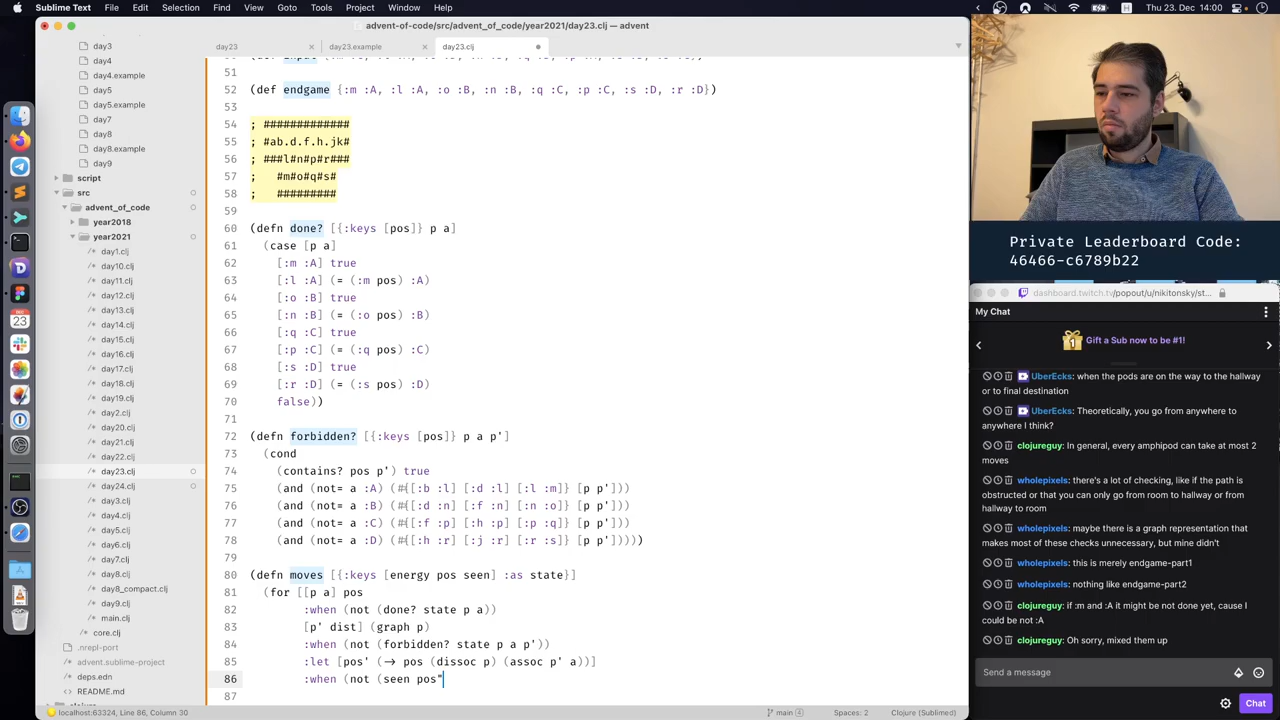 Sublime Text File Edit Selection Find View Goto Tools Project Window Help
Thu 23. Dec 14:00
advent-of-code/src/advent_of_code/year2021/day23.clj — advent
day23
day23.example
day23.clj
day3
day4
day4.example
day5
day5.example
day7
day8
day8.example
day9
script
src
advent_of_code
year2018
year2021
day1.clj
day10.clj
day11.clj
day12.clj
day13.clj
day14.clj
day15.clj
day16.clj
day17.clj
day18.clj
day19.clj
day2.clj
day20.clj
day21.clj
day22.clj
day23.clj
day24.clj
day3.clj
day4.clj
day5.clj
day6.clj
day7.clj
day8.clj
day8_compact.clj
day9.clj
main.clj
core.clj
.nrepl-port
advent.sublime-project
deps.edn
README.md
51
52 (def endgame {:m :A, :l :A, :o :B, :n :B, :q :C, :p :C, :s :D, :r :D})
53
54 ; #############
55 ; #ab.d.f.h.jk#
56 ; ###l#n#p#r###
57 ;   #m#o#q#s#
58 ;   #########
59
60 (defn done? [{:keys [pos]} p a]
61   (case [p a]
62     [:m :A] true
63     [:l :A] (= (:m pos) :A)
64     [:o :B] true
65     [:n :B] (= (:o pos) :B)
66     [:q :C] true
67     [:p :C] (= (:q pos) :C)
68     [:s :D] true
69     [:r :D] (= (:s pos) :D)
70     false))
71
72 (defn forbidden? [{:keys [pos]} p a p']
73   (cond
74     (contains? pos p') true
75     (and (not= a :A) (#{[:b :l] [:d :l] [:l :m]} [p p']))
76     (and (not= a :B) (#{[:d :n] [:f :n] [:n :o]} [p p']))
77     (and (not= a :C) (#{[:f :p] [:h :p] [:p :q]} [p p']))
78     (and (not= a :D) (#{[:h :r] [:j :r] [:r :s]} [p p']))))
79
80 (defn moves [{:keys [energy pos seen] :as state}]
81   (for [[p a] pos
82         :when (not (done? state p a))
83         [p' dist] (graph p)
84         :when (not (forbidden? state p a p'))
85         :let [pos' (-> pos (dissoc p) (assoc p' a))]
86         :when (not (seen pos"
87
localhost:63324, Line 86, Column 30
main 4
Spaces: 2
Clojure (Sublimed)
Private Leaderboard Code:
46466-c6789b22
dashboard.twitch.tv/popout/u/nikitonsky/st...
My Chat
Gift a Sub now to be #1!
UberEcks: when the pods are on the way to the hallway
or to final destination
UberEcks: Theoretically, you go from anywhere to
anywhere I think?
clojureguy: In general, every amphipod can take at most 2
moves
wholepixels: there's a lot of checking, like if the path is
obstructed or that you can only go from room to hallway or from
hallway to room
wholepixels: maybe there is a graph representation that
makes most of these checks unnecessary, but mine didn't
wholepixels: this is merely endgame-part1
wholepixels: nothing like endgame-part2
clojureguy: if :m and :A it might be not done yet, cause l
could be not :A
clojureguy: Oh sorry, mixed them up
Send a message
Chat